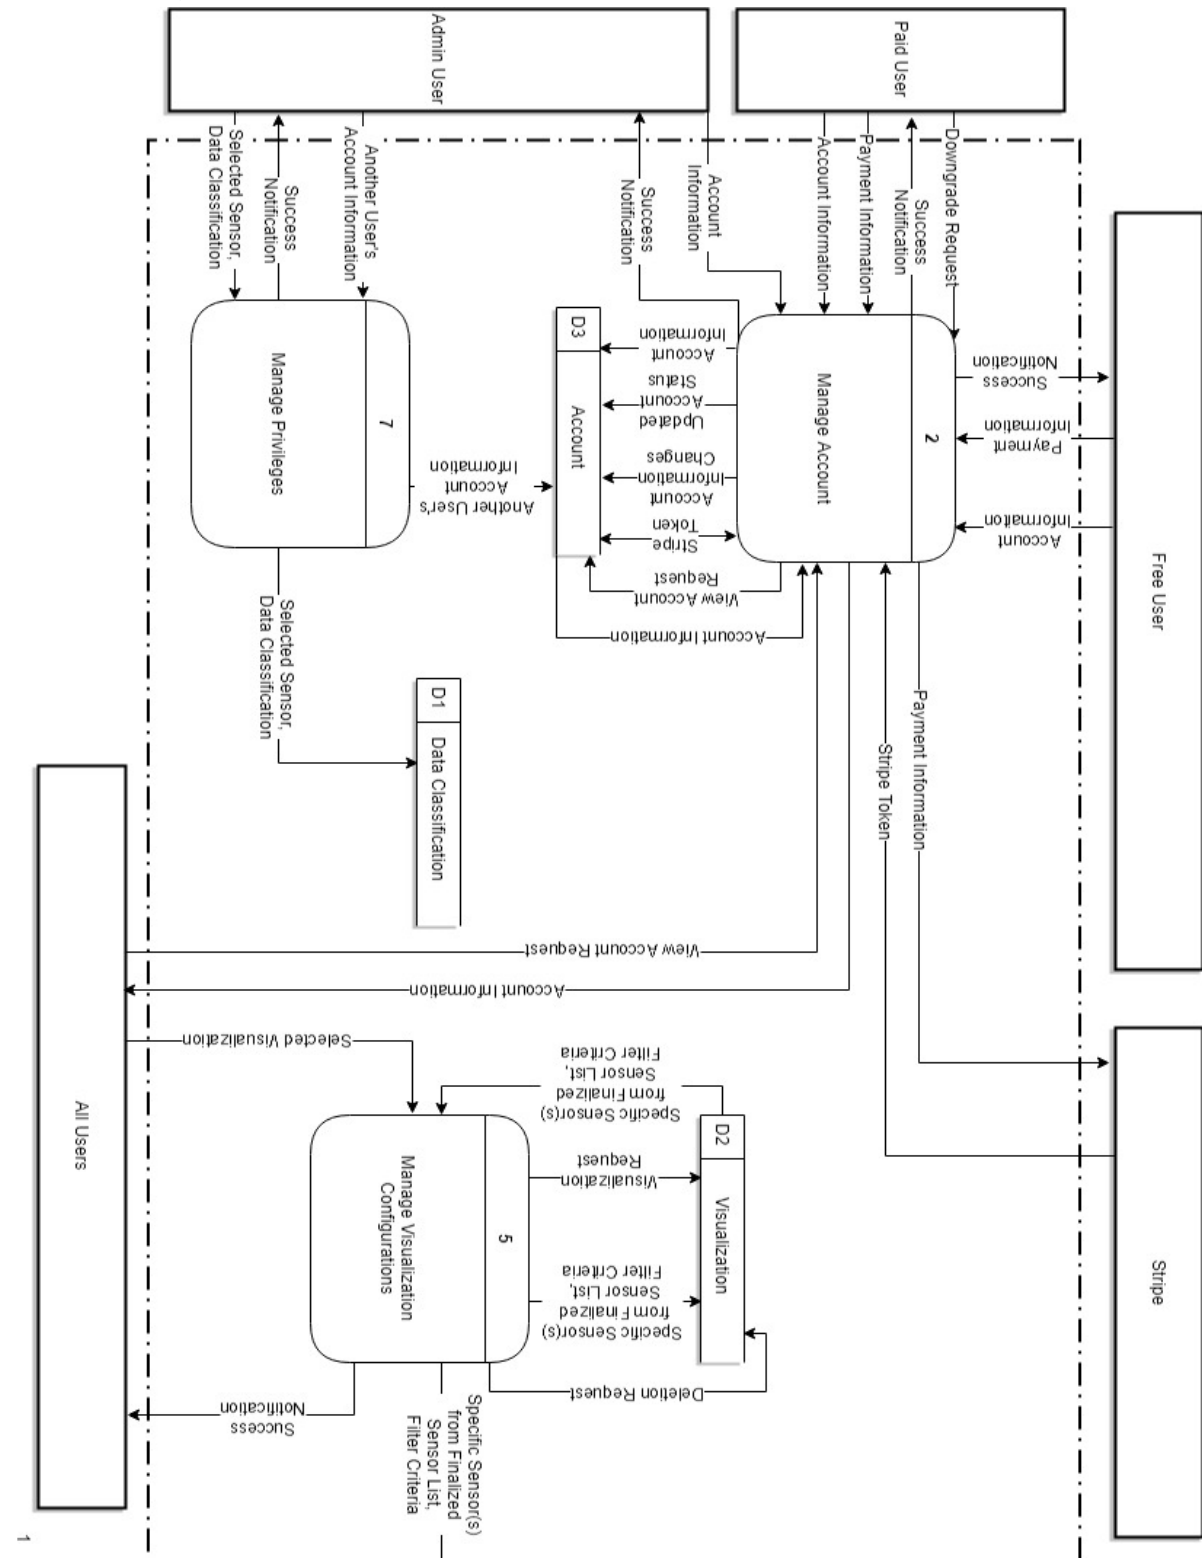 Admin User
Paid User
Selected Sensor,
Data Classification
Success
Notification
Another User's
Account Information
Success
Notification
Account
Information
Account Information
Payment Information
Success
Notification
Downgrade Request
7
Manage Privileges
D3
Account
2
Manage Account
Account
Information
Updated
Account
Status
Account
Information
Changes
Stripe
Token
View Account
Request
Account Information
Another User's
Account
Information
Success
Notification
Payment
Information
Account
Information
Free User
Selected Sensor,
Data Classification
D1
Data Classification
Stripe Token
Payment Information
View Account Request
Account Information
Selected Visualization
All Users
5
Manage Visualization
Configurations
D2
Visualization
Specific Sensor(s)
from Finalized
Sensor List,
Filter Criteria
Visualization
Request
Specific Sensor(s)
from Finalized
Sensor List,
Filter Criteria
Deletion Request
Success
Notification
Specific Sensor(s)
from Finalized
Sensor List,
Filter Criteria
Stripe
1